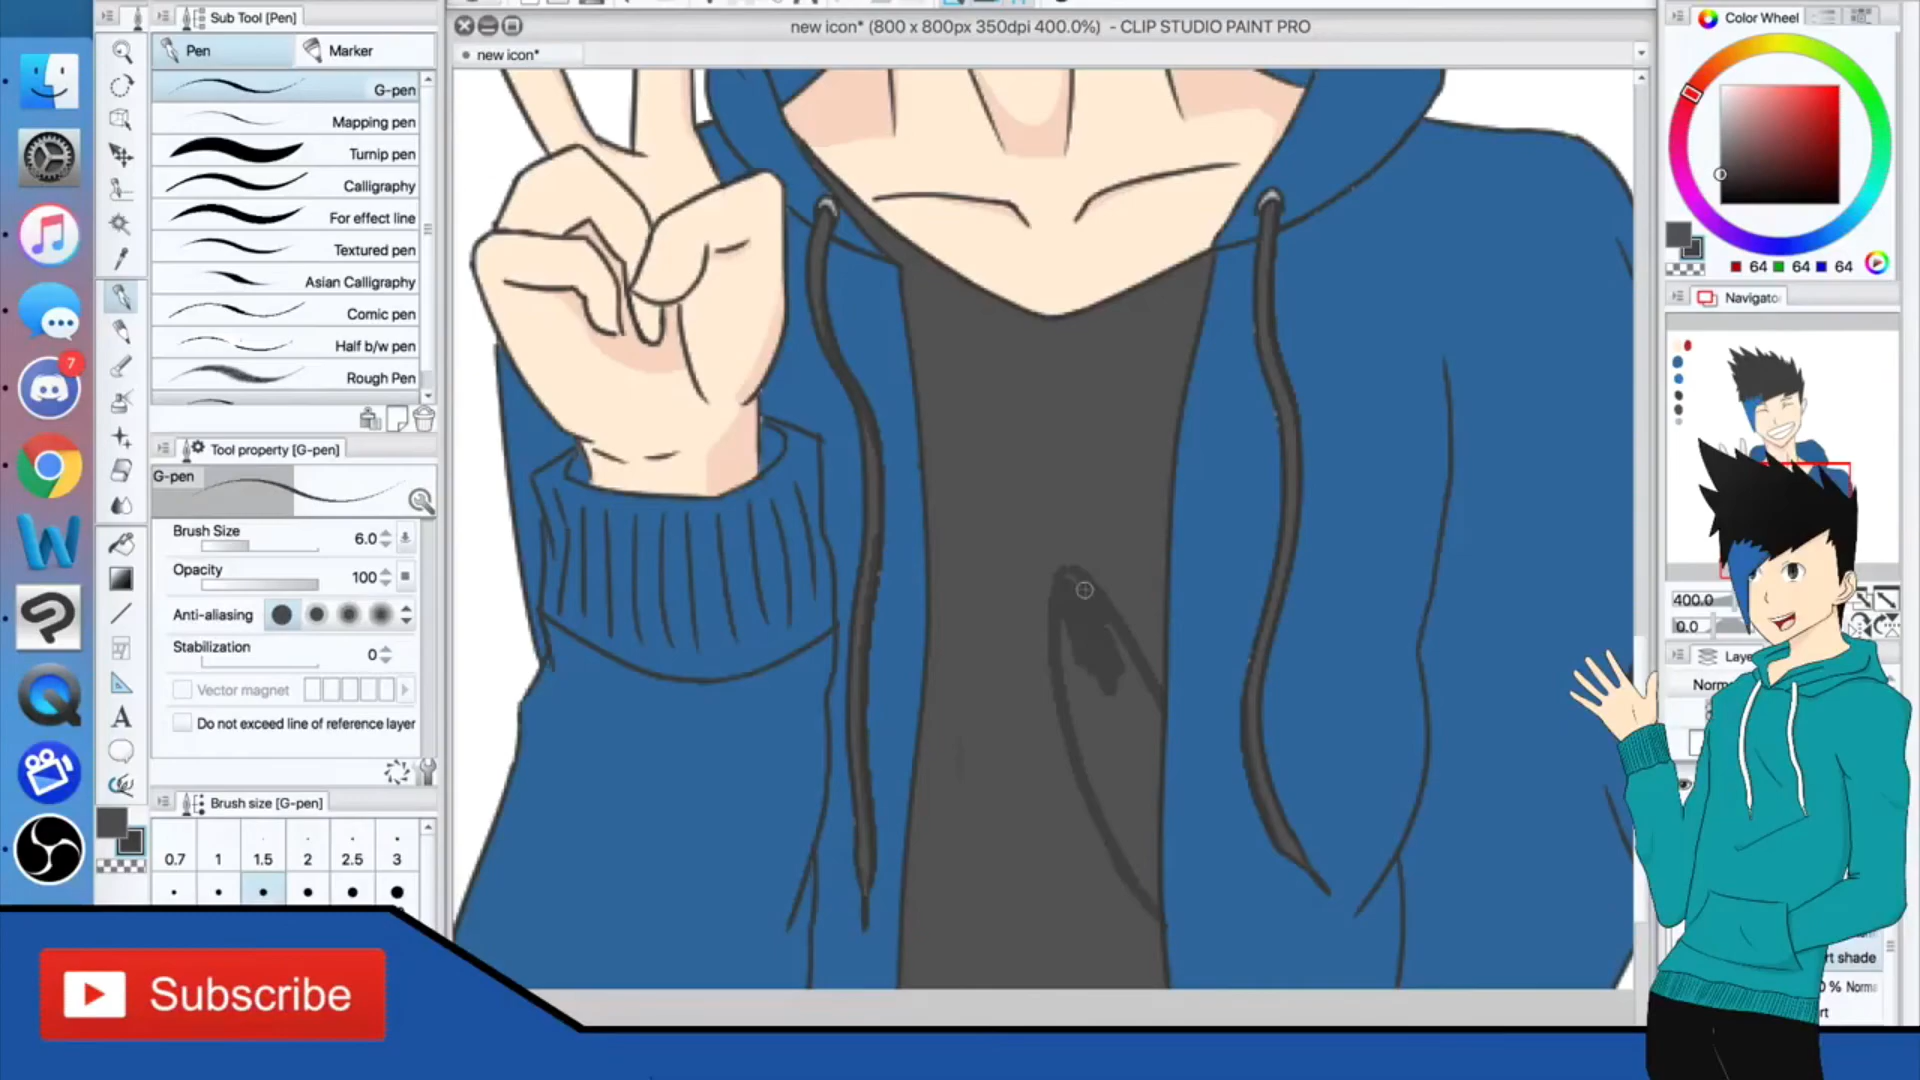 Sub Tool [Pen]
new icon* (800 x 800px 350dpi 400.0%) - CLIP STUDIO PAINT PRO
Color Wheel
Pen
Marker
new icon*
G-pen
Mapping pen
Turnip pen
Calligraphy
For effect line
Textured pen
Asian Calligraphy
Comic pen
Half b/w pen
Rough Pen
64 64 64
Navigator
7
Tool property [G-pen]
G-pen
Brush Size
6.0
Opacity
100
Anti-aliasing
Stabilization
0
Vector magnet
Do not exceed line of reference layer
400.0
0.0
Brush size [G-pen]
0.7 1 1.5 2 2.5 3
A
W
rt shade
% Norma
rt
Subscribe